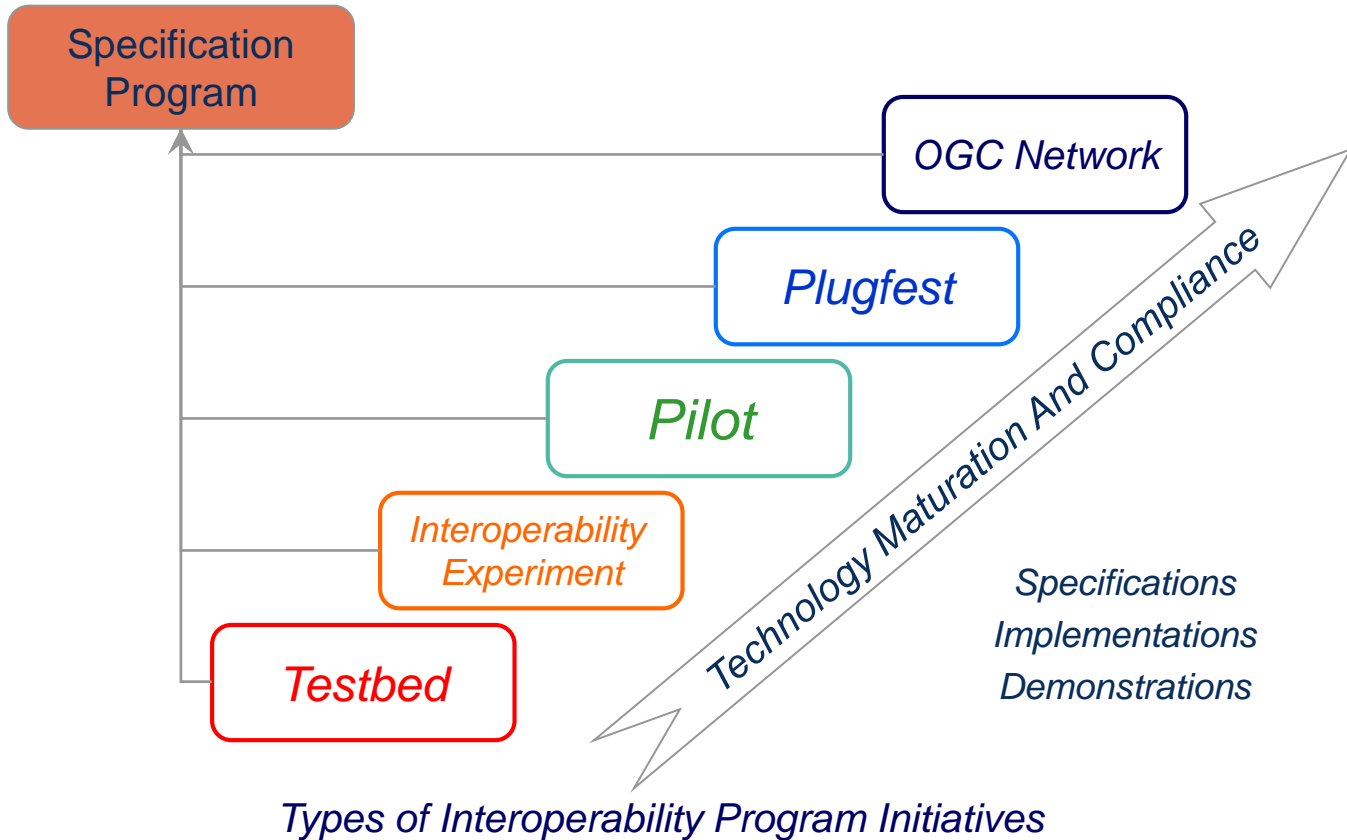 Specification
Program
OGC Network
Plugfest
Pilot
Interoperability
Experiment
Testbed
Technology Maturation And Compliance
Specifications
Implementations
Demonstrations
Types of Interoperability Program Initiatives